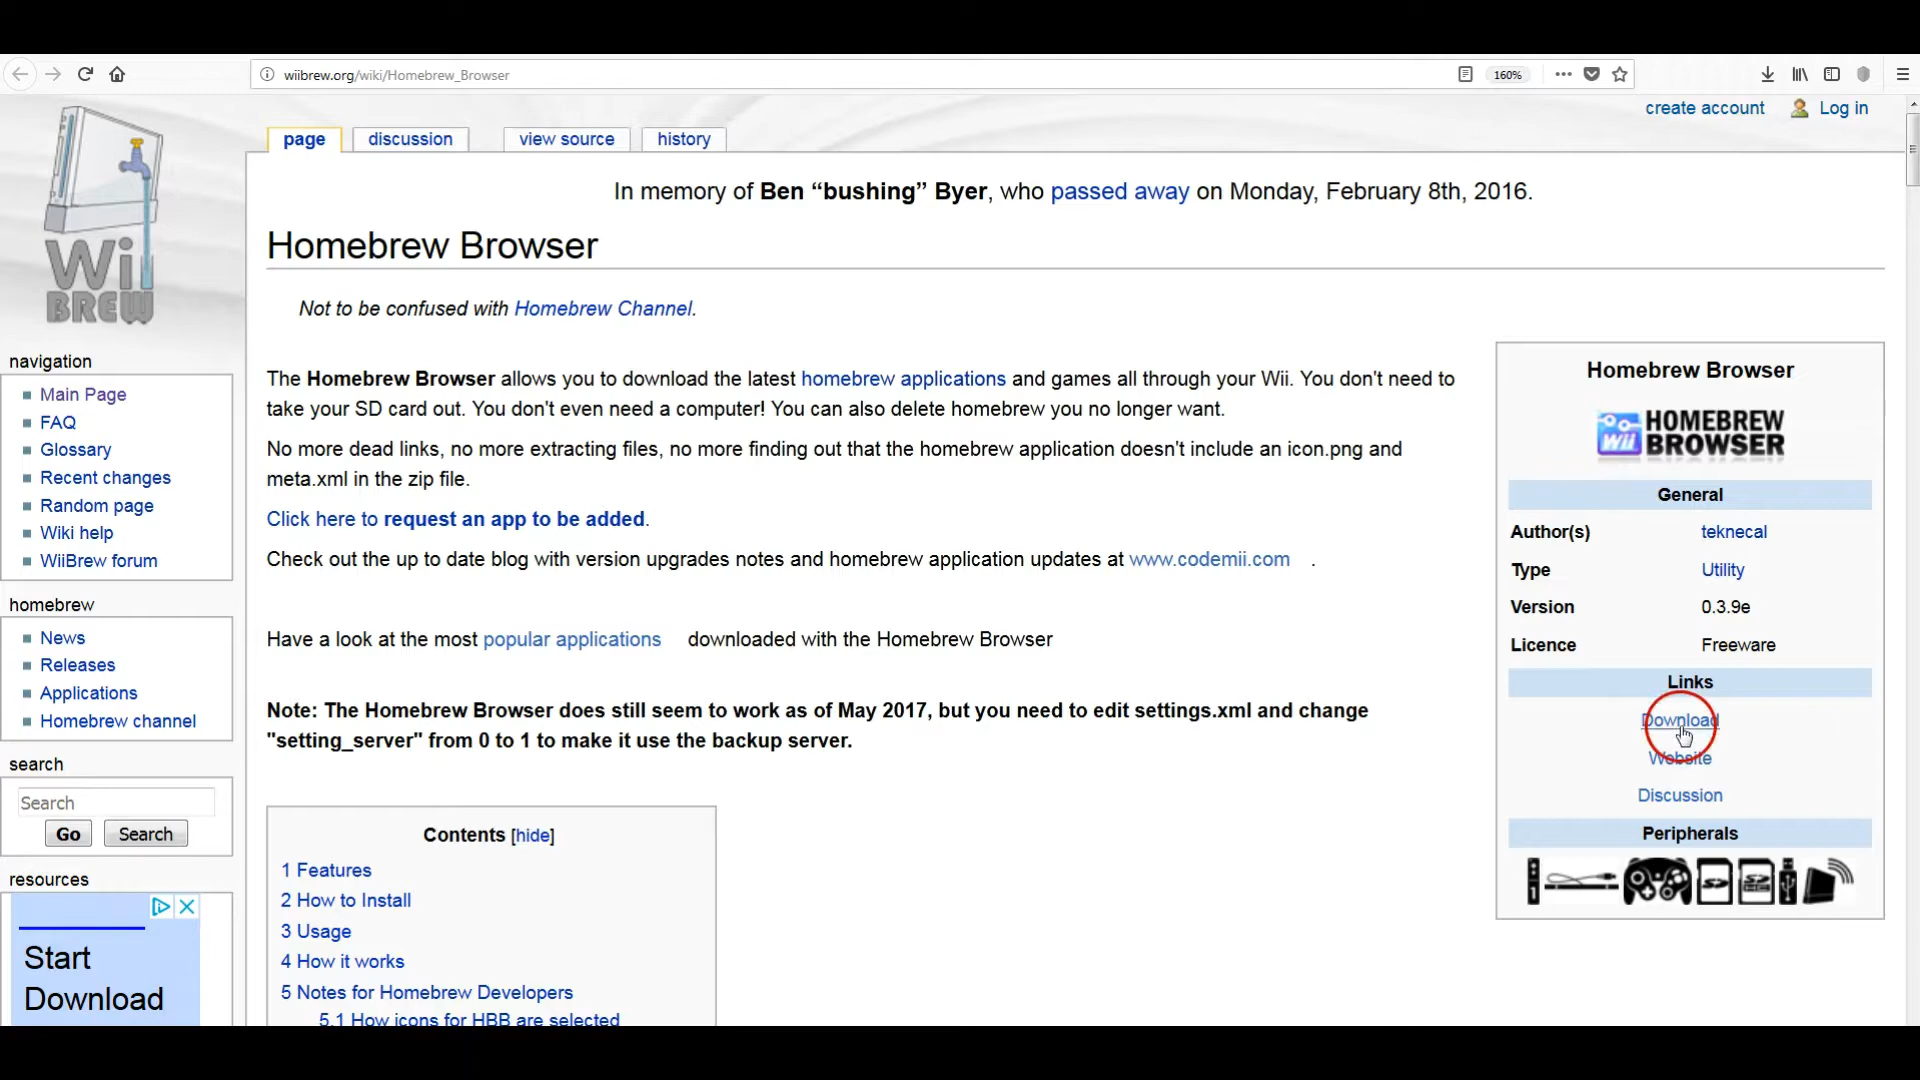 wiibrew.org/wiki/Homebrew_Browser
160%
create account
Log in
page
discussion
view source
history
Wii
BREW
In memory of Ben “bushing” Byer, who passed away on Monday, February 8th, 2016.
Homebrew Browser
Not to be confused with Homebrew Channel.
The Homebrew Browser allows you to download the latest homebrew applications and games all through your Wii. You don't need to
take your SD card out. You don't even need a computer! You can also delete homebrew you no longer want.
No more dead links, no more extracting files, no more finding out that the homebrew application doesn't include an icon.png and
meta.xml in the zip file.
Click here to request an app to be added.
Check out the up to date blog with version upgrades notes and homebrew application updates at www.codemii.com .
Have a look at the most popular applications downloaded with the Homebrew Browser
Note: The Homebrew Browser does still seem to work as of May 2017, but you need to edit settings.xml and change
"setting_server" from 0 to 1 to make it use the backup server.
Contents [hide]
1 Features
2 How to Install
3 Usage
4 How it works
5 Notes for Homebrew Developers
5.1 How icons for HBB are selected
navigation
Main Page
FAQ
Glossary
Recent changes
Random page
Wiki help
WiiBrew forum
homebrew
News
Releases
Applications
Homebrew channel
search
Search
Go
Search
resources
Start
Download
Homebrew Browser
Wii
HOMEBREW
BROWSER
General
Author(s) teknecal
Type Utility
Version 0.3.9e
Licence Freeware
Links
Download
Website
Discussion
Peripherals